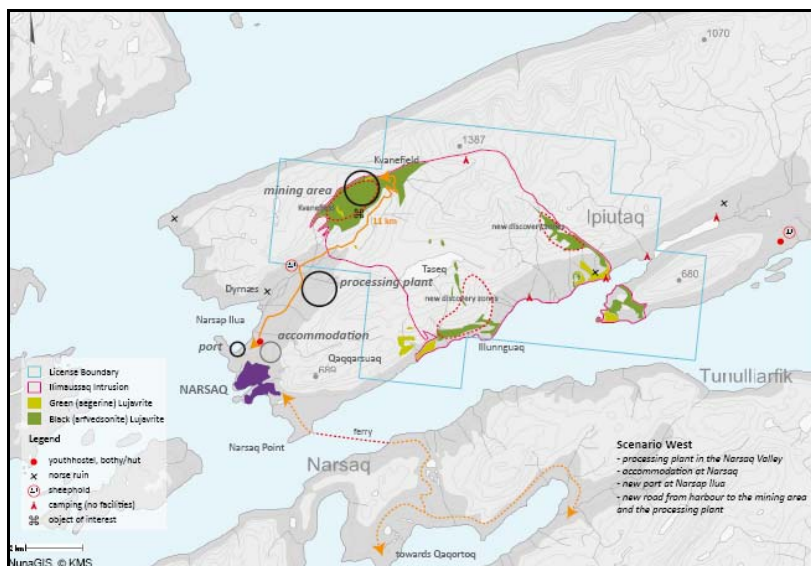 1070
1387
Kvanefield
mining area
Kvanefield
11 km
Ipiutaq
new discovery zones
Taseq
680
Dyrnæs
processing plant
new discovery zones
Narsap Ilua
port
accommodation
Illunnguaq
Qaqqarsuaq
689
Tunulliarfik
NARSAQ
License Boundary
Ilimaussaq Intrusion
Green (aegerine) Lujavrite
Black (arfvedsonite) Lujavrite
Legend
youthhostel, bothy/hut
norse ruin
sheephold
camping (no facilities)
object of interest
Narsaq Point
ferry
Narsaq
Scenario West
- processing plant in the Narsaq Valley
- accommodation at Narsaq
- new port at Narsap Ilua
- new road from harbour to the mining area
and the processing plant
towards Qaqortoq
NunaGIS, © KMS